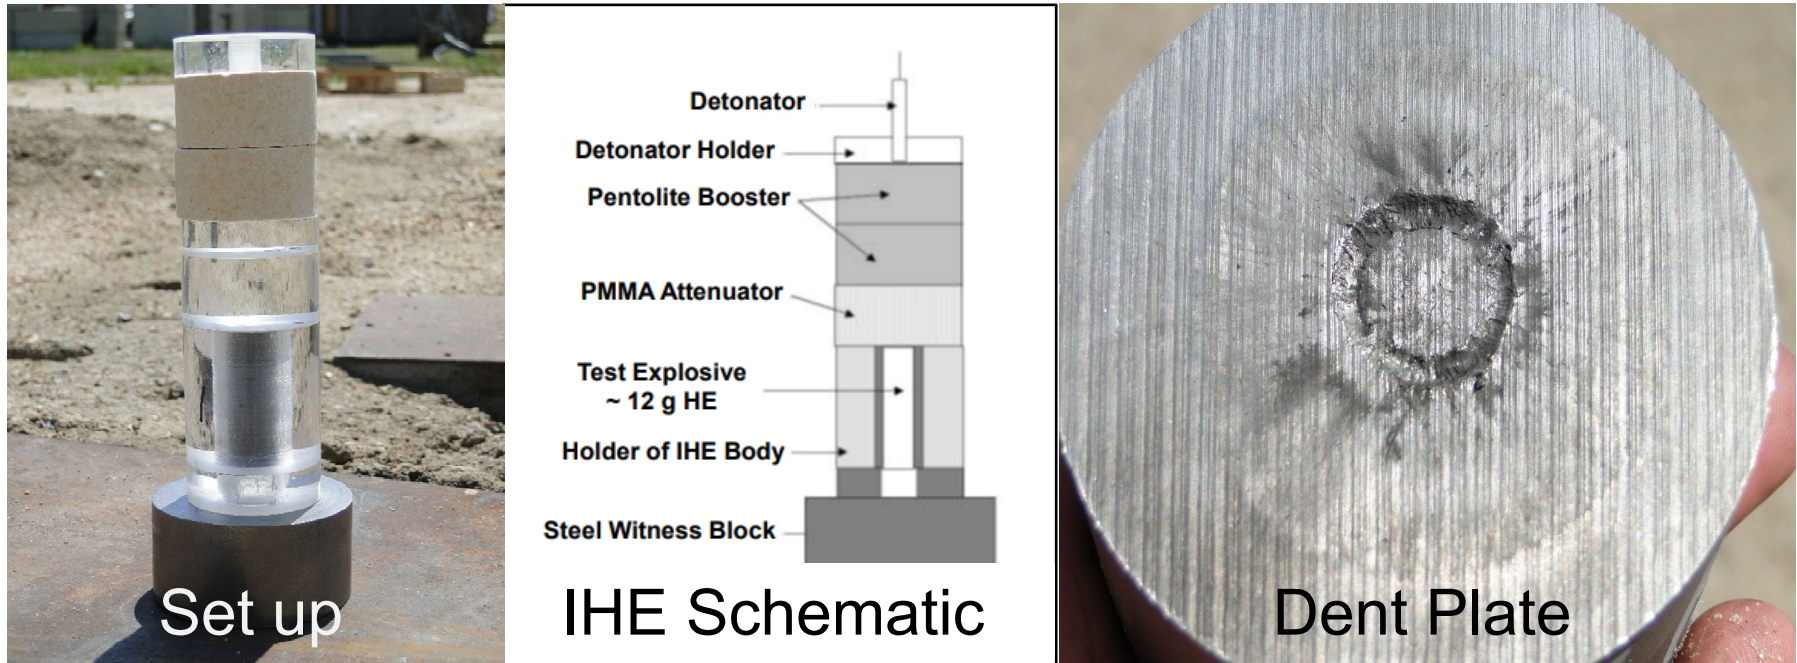 Set up
Detonator
Detonator Holder
Pentolite Booster
PMMA Attenuator
Test Explosive
~ 12 g HE
Holder of IHE Body
Steel Witness Block
IHE Schematic
Dent Plate